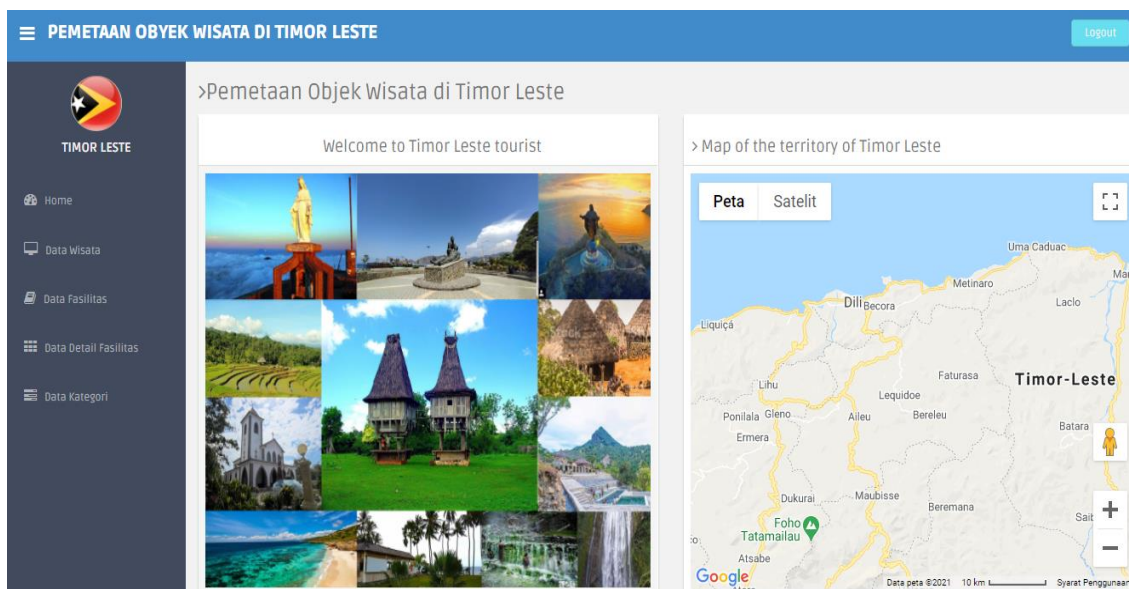 PEMETAAN OBYEK WISATA DI TIMOR LESTE
Logout
TIMOR LESTE
Home
Data Wisata
Data Fasilitas
Data Detail Fasilitas
Data Kategori
>Pemetaan Objek Wisata di Timor Leste
Welcome to Timor Leste tourist
> Map of the territory of Timor Leste
Peta Satelit
Uma Caduac
Metinaro
Dili
Becora
Laclo
Liquiçá
Faturasa
Timor-Leste
Lihu
Lequidoe
Ponilala
Gleno
Aileu
Bereleu
Batara
Ermera
Dukurai
Maubisse
Beremana
Foho
Tatamailau
Atsabe
Google
Data peta ©2021 10 km Syarat Penggunaan